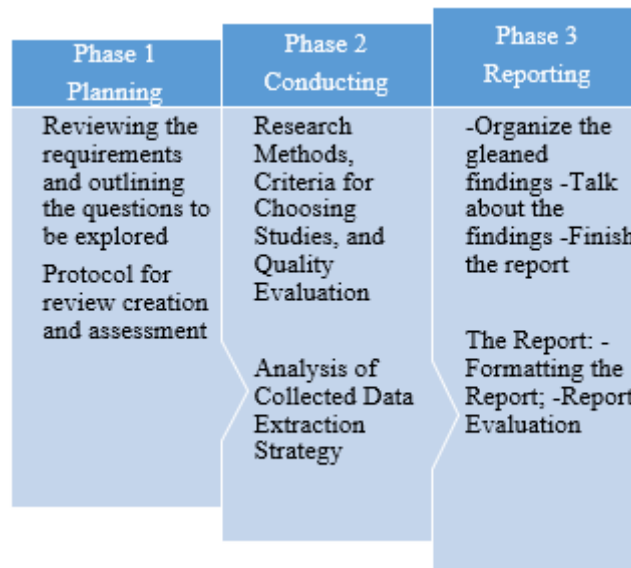 Phase 1
Planning
Reviewing the
requirements
and outlining
the questions to
be explored
Protocol for
review creation
and assessment
Phase 2
Conducting
Research
Methods,
Criteria for
Choosing
Studies, and
Quality
Evaluation
Analysis of
Collected Data
Extraction
Strategy
Phase 3
Reporting
-Organize the
gleaned
findings -Talk
about the
findings -Finish
the report
The Report: -
Formatting the
Report; -Report
Evaluation